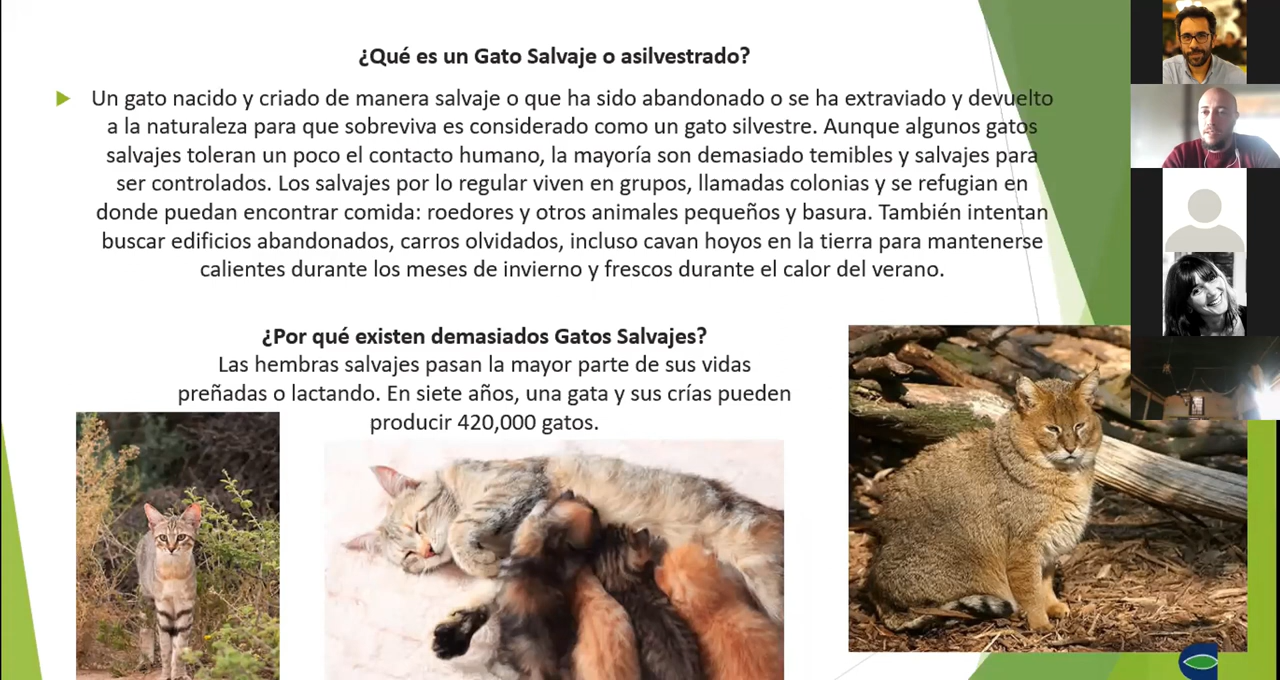 ¿Qué es un Gato Salvaje o asilvestrado?
Un gato nacido y criado de manera salvaje o que ha sido abandonado o se ha extraviado y devuelto
a la naturaleza para que sobreviva es considerado como un gato silvestre. Aunque algunos gatos
salvajes toleran un poco el contacto humano, la mayoría son demasiado temibles y salvajes para
ser controlados. Los salvajes por lo regular viven en grupos, llamadas colonias y se refugian en
donde puedan encontrar comida: roedores y otros animales pequeños y basura. También intentan
buscar edificios abandonados, carros olvidados, incluso cavan hoyos en la tierra para mantenerse
calientes durante los meses de invierno y frescos durante el calor del verano.
¿Por qué existen demasiados Gatos Salvajes?
Las hembras salvajes pasan la mayor parte de sus vidas
preñadas o lactando. En siete años, una gata y sus crías pueden
producir 420,000 gatos.